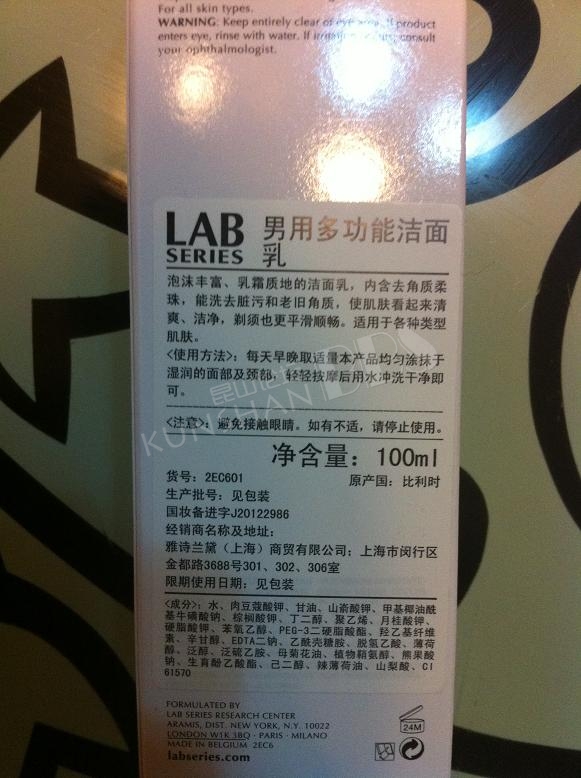 For all skin types.
WARNING: Keep entirely clear of eye area. If product
enters eye, rinse with water. If irritation occurs, consult
your ophthalmologist.
LAB
SERIES
男用多功能洁面
乳
泡沫丰富、乳霜质地的洁面乳，内含去角质柔
珠，能洗去脏污和老旧角质，使肌肤看起来清
爽、洁净，剃须也更平滑顺畅。适用于各种类型
肌肤。
<使用方法>：每天早晚取适量本产品均匀涂抹于
湿润的面部及颈部，轻轻按摩后用水冲洗干净即
可。
<注意>：避免接触眼睛。如有不适，请停止使用。
净含量：100ml
货号：2EC601 原产国：比利时
生产批号：见包装
国妆备进字J20122986
经销商名称及地址：
雅诗兰黛（上海）商贸有限公司；上海市闵行区
金都路3688号301、302、306室
限期使用日期：见包装
<成分>：水、肉豆蔻酸钾、甘油、山嵛酸钾、甲基椰油酰
基牛磺酸钠、棕榈酸钾、丁二醇、聚乙烯、月桂酸钾、
硬脂酸钾、苯氧乙醇、PEG-3二硬脂酸酯、羟乙基纤维
素、辛甘醇、EDTA二钠、乙酰壳糖胺、脱氢乙酸、薄荷
醇、泛醇、泛硫乙胺、母菊花油、植物鞘氨醇、熊果酸
钠、生育酚乙酸酯、己二醇、辣薄荷油、山梨酸、CI
61570
FORMULATED BY
LAB SERIES RESEARCH CENTER
ARAMIS, DIST. NEW YORK, N.Y. 10022
LONDON W1K 3BQ · PARIS · MILANO
MADE IN BELGIUM 2EC6
labseries.com
24M
KUNSHAN BBS